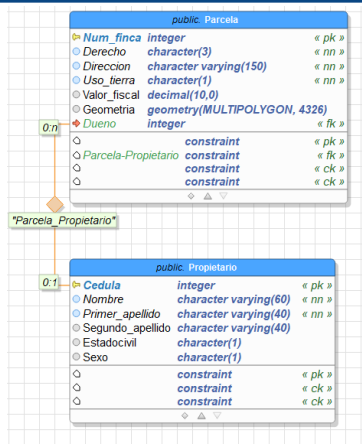 public. Parcela
Num_finca integer « pk »
Derecho character(3) « nn »
Direccion character varying(150) « nn »
Uso_tierra character(1) « nn »
Valor_fiscal decimal(10,0)
Geometria geometry(MULTIPOLYGON, 4326)
Dueno integer « fk »
constraint « pk »
Parcela-Propietario constraint « fk »
constraint « ck »
constraint « ck »
0:n
"Parcela_Propietario"
0:1
public. Propietario
Cedula integer « pk »
Nombre character varying(60) « nn »
Primer_apellido character varying(40) « nn »
Segundo_apellido character varying(40)
Estadocivil character(1)
Sexo character(1)
constraint « pk »
constraint « ck »
constraint « ck »